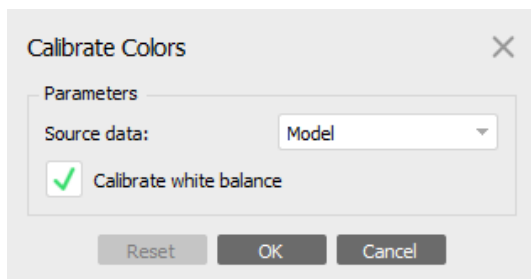 Calibrate Colors
Parameters
Source data: Model
Calibrate white balance
Reset OK Cancel